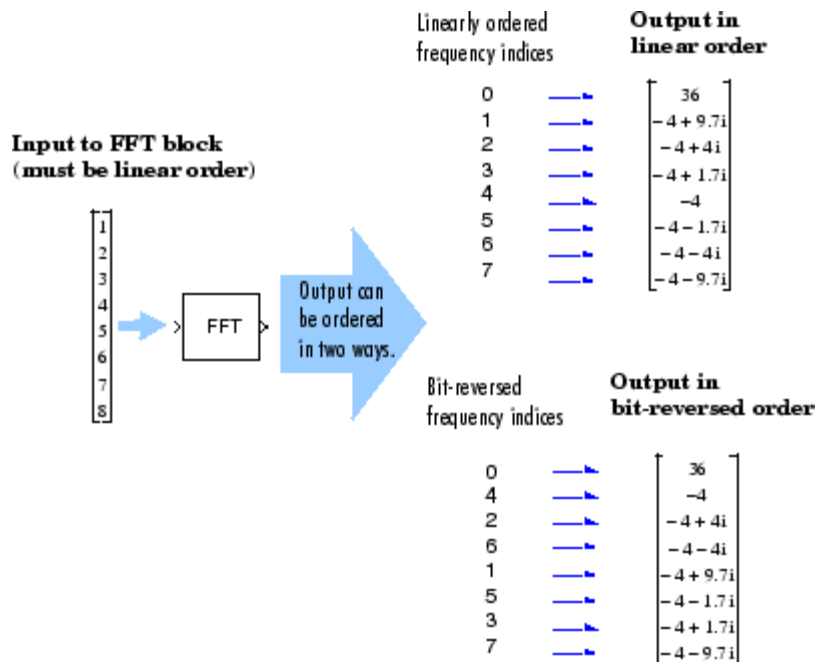 Input to FFT block
(must be linear order)
1
2
3
4
5
6
7
8
FFT
Output can
be ordered
in two ways.
Linearly ordered
frequency indices
0
1
2
3
4
5
6
7
Output in
linear order
36
-4 + 9.7i
-4 + 4i
-4 + 1.7i
-4
-4 - 1.7i
-4 - 4i
-4 - 9.7i
Bit-reversed
frequency indices
0
4
2
6
1
5
3
7
Output in
bit-reversed order
36
-4
-4 + 4i
-4 - 4i
-4 + 9.7i
-4 - 1.7i
-4 + 1.7i
-4 - 9.7i